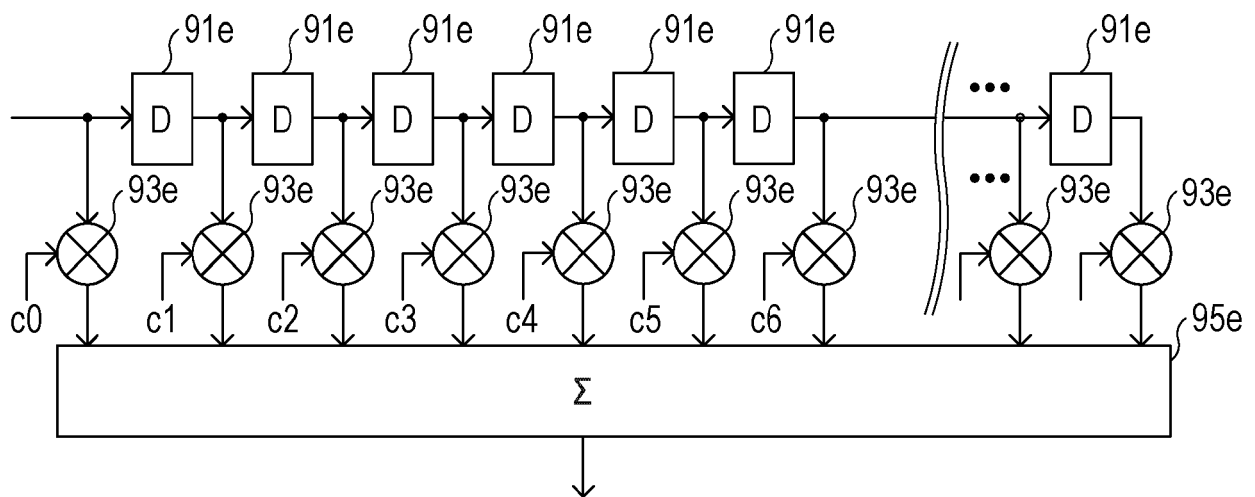 91e 91e 91e 91e 91e 91e 91e
D D D D D D ••• D
•••
93e 93e 93e 93e 93e 93e 93e 93e 93e
c0 c1 c2 c3 c4 c5 c6
95e
Σ